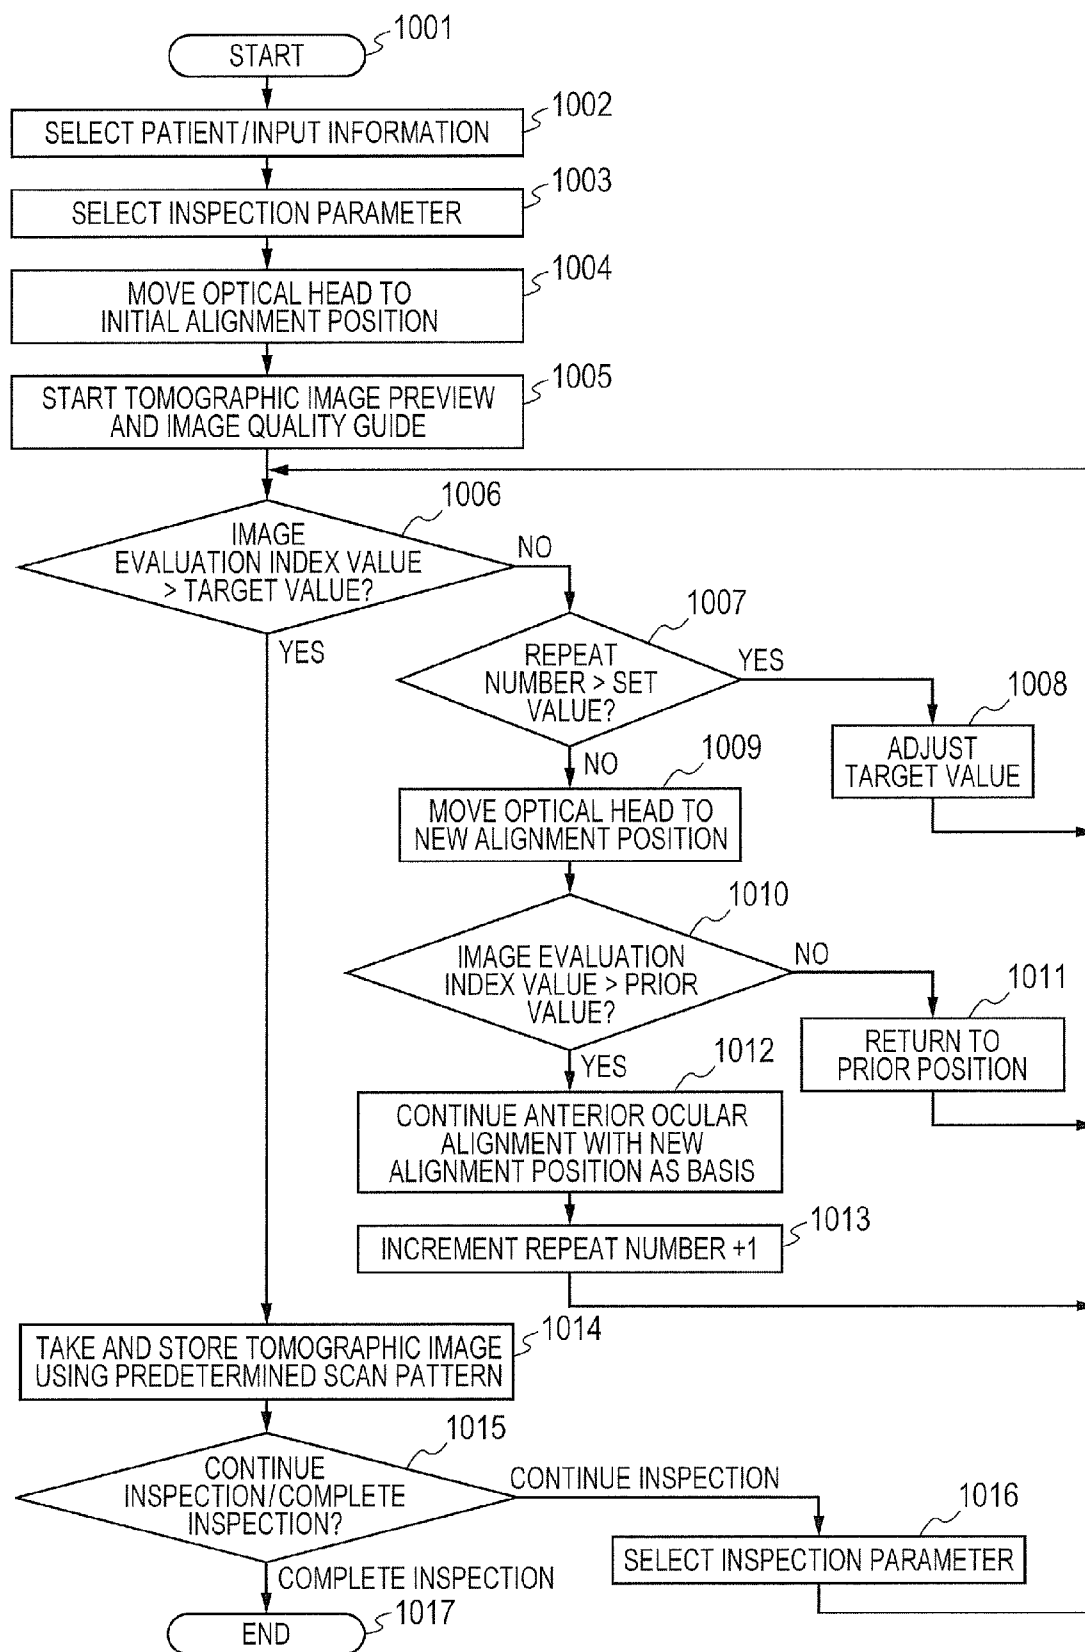 1001
START
1002
SELECT PATIENT/INPUT INFORMATION
1003
SELECT INSPECTION PARAMETER
1004
MOVE OPTICAL HEAD TO
INITIAL ALIGNMENT POSITION
1005
START TOMOGRAPHIC IMAGE PREVIEW
AND IMAGE QUALITY GUIDE
1006
IMAGE
EVALUATION INDEX VALUE
> TARGET VALUE?
NO
YES
1007
REPEAT
NUMBER > SET
VALUE?
YES
NO
1008
ADJUST
TARGET VALUE
1009
MOVE OPTICAL HEAD TO
NEW ALIGNMENT POSITION
1010
IMAGE EVALUATION
INDEX VALUE > PRIOR
VALUE?
NO
YES
1011
RETURN TO
PRIOR POSITION
1012
CONTINUE ANTERIOR OCULAR
ALIGNMENT WITH NEW
ALIGNMENT POSITION AS BASIS
1013
INCREMENT REPEAT NUMBER +1
1014
TAKE AND STORE TOMOGRAPHIC IMAGE
USING PREDETERMINED SCAN PATTERN
1015
CONTINUE
INSPECTION/COMPLETE
INSPECTION?
CONTINUE INSPECTION
1016
SELECT INSPECTION PARAMETER
COMPLETE INSPECTION
1017
END